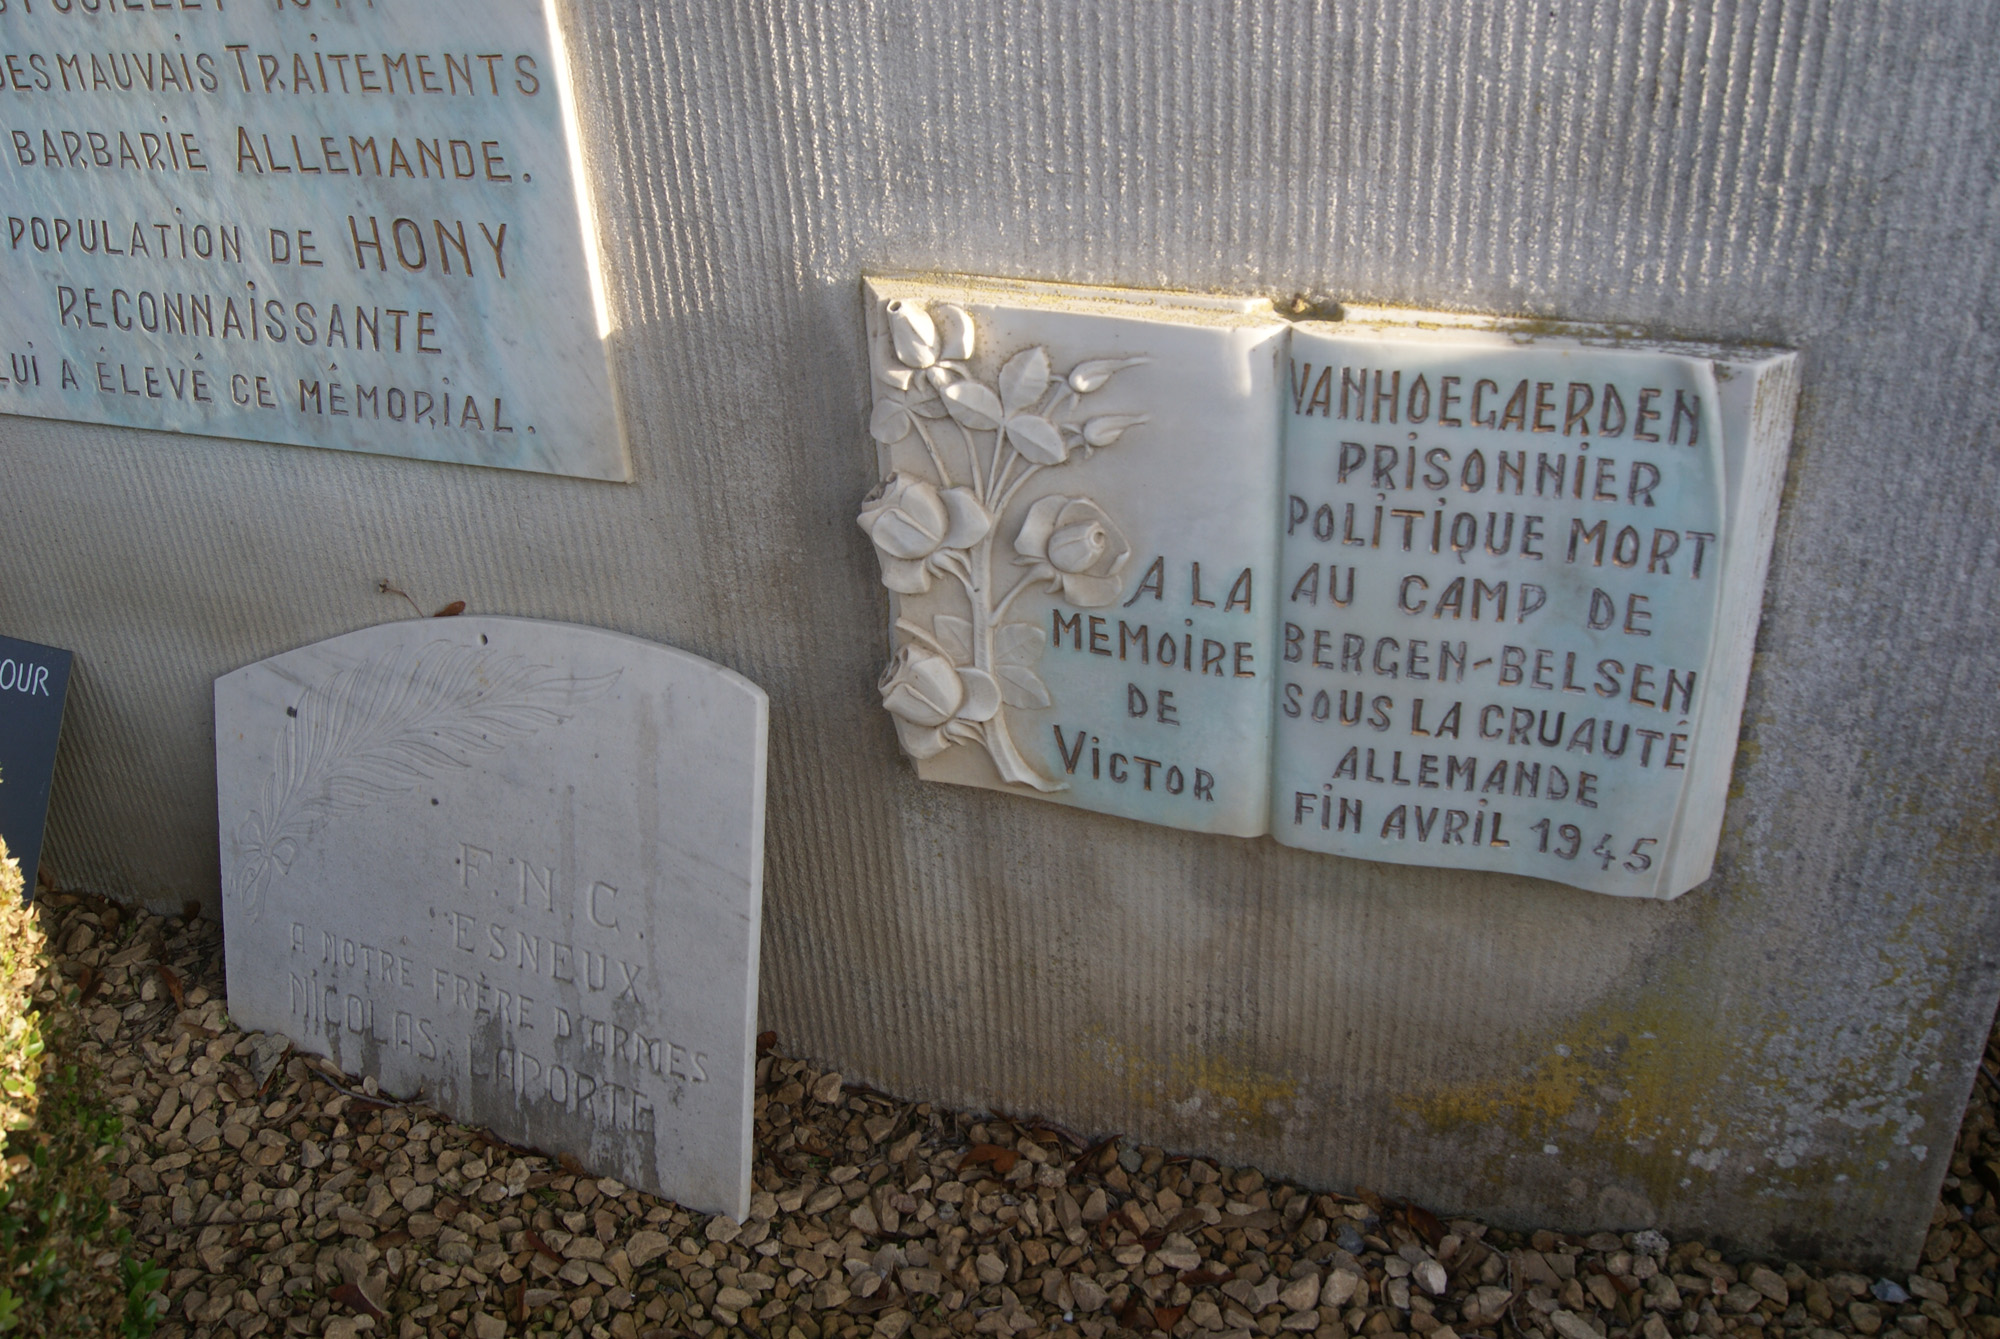 JUILLET
DES MAUVAIS TRAITEMENTS
BARBARIE ALLEMANDE.
POPULATION DE HONY
RECONNAISSANTE
LUI A ÉLEVÉ CE MÉMORIAL.
A LA
MEMOIRE
DE
VICTOR
VANHOEGAERDEN
PRISONNIER
POLITIQUE MORT
AU CAMP DE
BERGEN-BELSEN
SOUS LA CRUAUTÉ
ALLEMANDE
FIN AVRIL 1945
F.N.C.
ESNEUX
A NOTRE FRÈRE D'ARMES
NICOLAS LAPORTE